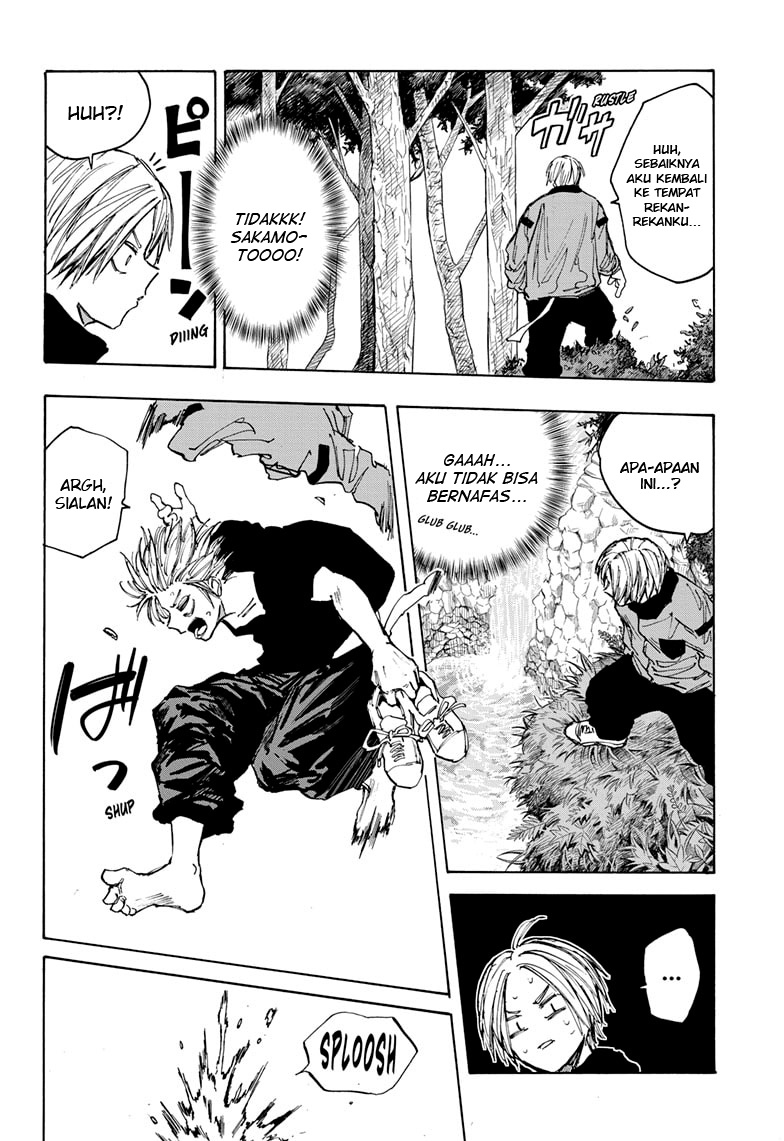 HUH,
SEBAIKNYA
AKU KEMBALI
KE TEMPAT
REKAN-
REKANKU...
RUSTLE
ガサ
TIDAKKK!
SAKAMO-
TOOOO!
HUH?!
ピーン
DIIING
APA-APAAN
INI...?
GAAAH...
AKU TIDAK BISA
BERNAFAS...
GLUB GLUB...
ARGH,
SIALAN!
ばっ
SHUP
...
SPLOOSH